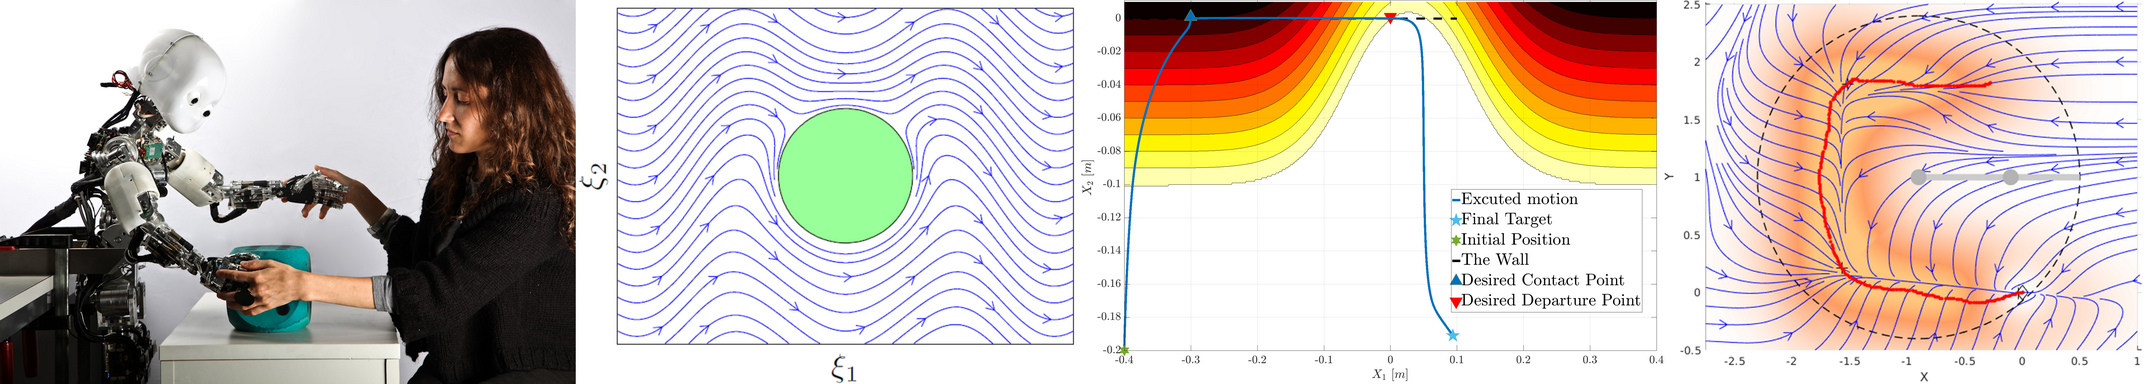 ξ2
ξ1
0
-0.02
-0.04
-0.06
-0.08
-0.1
-0.12
-0.14
-0.16
-0.18
-0.2
X2 [m]
-0.4 -0.3 -0.2 -0.1 0 0.1 0.2 0.3 0.4
X1 [m]
Excuted motion
Final Target
Initial Position
The Wall
Desired Contact Point
Desired Departure Point
2.5
2
1.5
1
0.5
0
-0.5
Y
-2.5 -2 -1.5 -1 -0.5 0 0.5 1
X